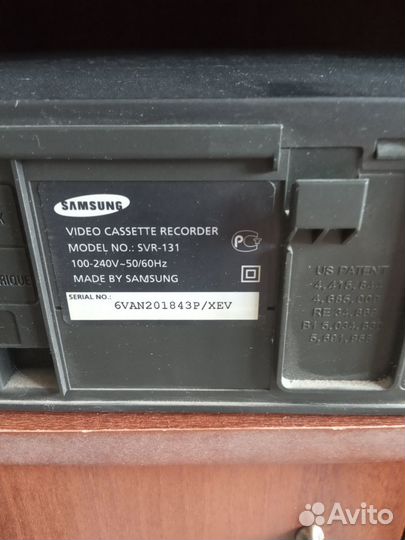 SAMSUNG
VIDEO CASSETTE RECORDER
MODEL NO.: SVR-131
100-240V~50/60Hz
MADE BY SAMSUNG
SERIAL NO.:
6VAN201843P/XEV
X
RIQUE
US PATENT
Avito